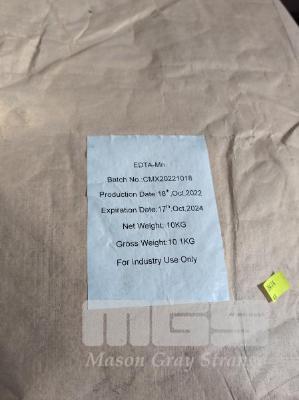 EDTA-Mn
Batch No.:CMX20221018
Production Date:18th,Oct,2022
Expiration Date:17th,Oct,2024
Net Weight: 10KG
Gross Weight:10.1KG
For Industry Use Only
MGS
Mason Gray Strange